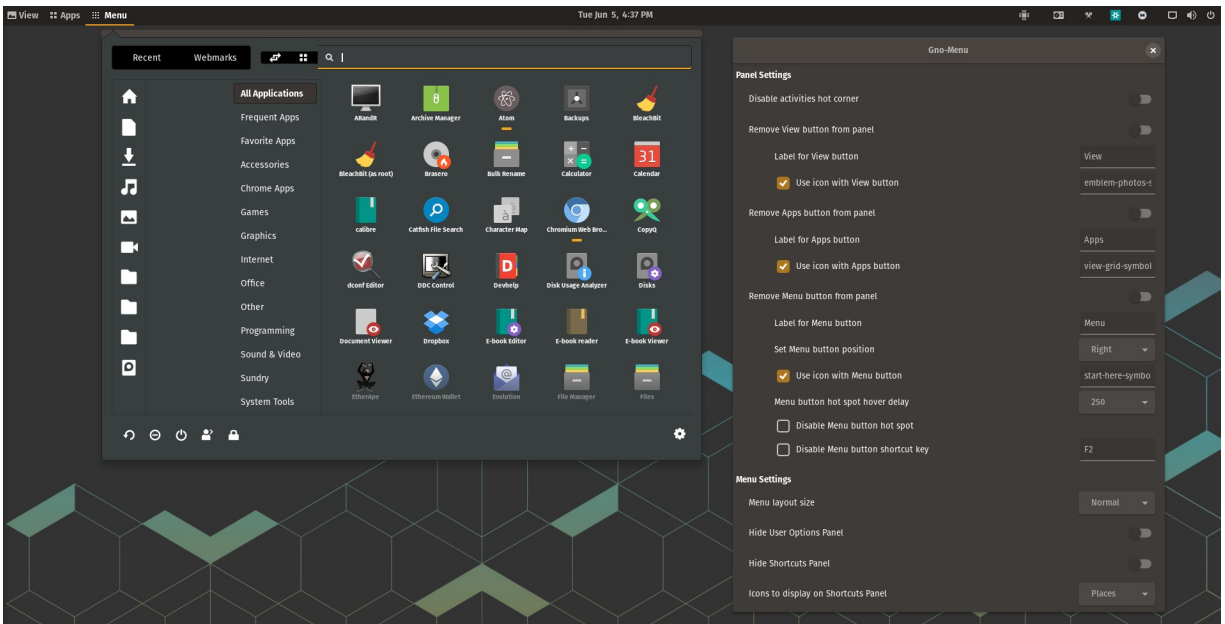 View Apps Menu Tue Jun 5, 4:37 PM
Recent Webmarks
All Applications
Frequent Apps
Favorite Apps
Accessories
Chrome Apps
Games
Graphics
Internet
Office
Other
Programming
Sound & Video
Sundry
System Tools
ARandR Archive Manager Atom Backups BleachBit
BleachBit (as root) Brasero Bulk Rename Calculator Calendar
calibre Catfish File Search Character Map Chromium Web Bro... CopyQ
dconf Editor DDC Control Devhelp Disk Usage Analyzer Disks
Document Viewer Dropbox E-book Editor E-book reader E-book Viewer
EtherApe Ethereum Wallet Evolution File Manager Files
Gno-Menu
Panel Settings
Disable activities hot corner
Remove View button from panel
Label for View button View
Use icon with View button emblem-photos-s
Remove Apps button from panel
Label for Apps button Apps
Use icon with Apps button view-grid-symbol
Remove Menu button from panel
Label for Menu button Menu
Set Menu button position Right
Use icon with Menu button start-here-symbo
Menu button hot spot hover delay 250
Disable Menu button hot spot
Disable Menu button shortcut key F2
Menu Settings
Menu layout size Normal
Hide User Options Panel
Hide Shortcuts Panel
Icons to display on Shortcuts Panel Places